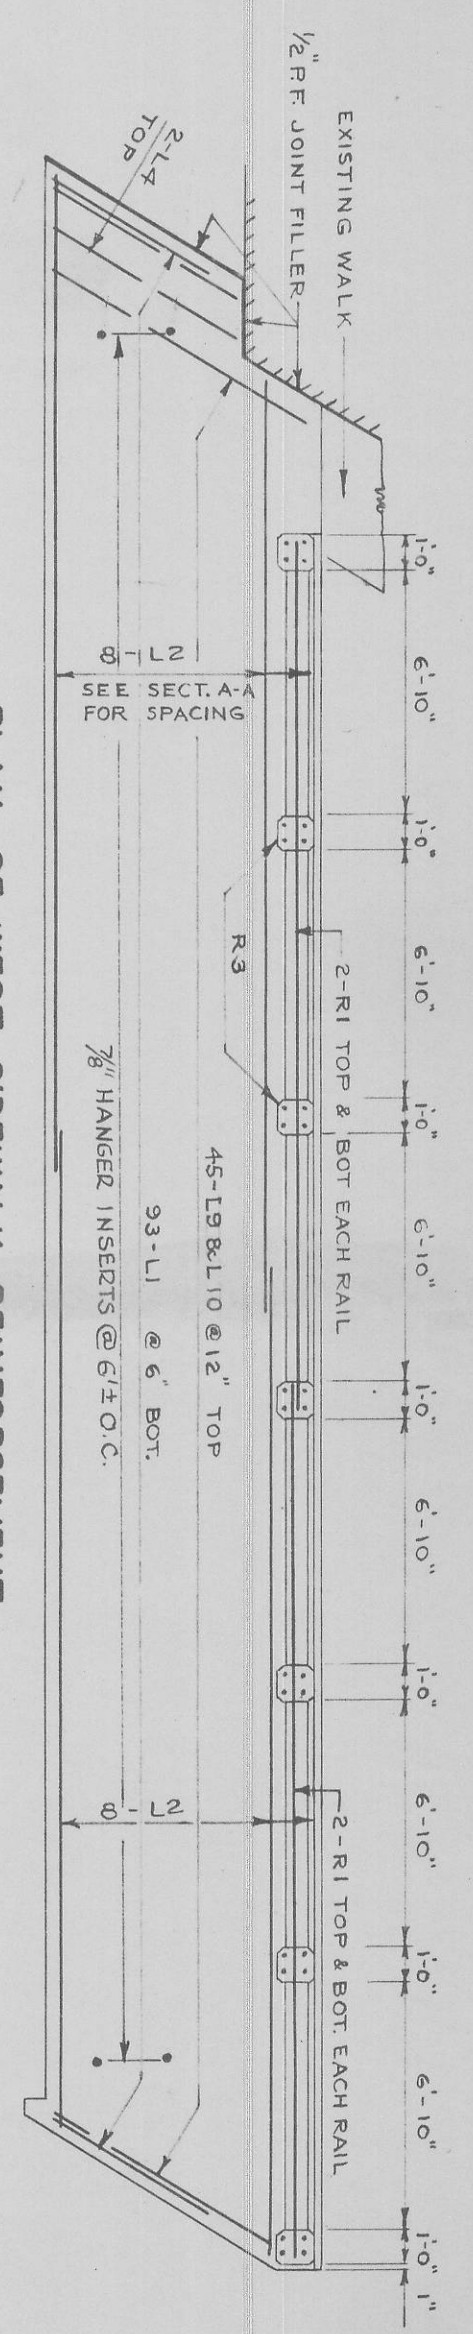 1'-0" 6'-10" 1'-0" 6'-10" 1'-0" 6'-10" 1'-0" 6'-10" 1'-0" 6'-10" 1'-0" 6'-10" 1'-0" 1"
EXISTING WALK
1/2" P.F. JOINT FILLER
2-R1 TOP & BOT EACH RAIL
2-R1 TOP & BOT. EACH RAIL
R3
2-L4
TOP
8-L2
SEE SECT. A-A
FOR SPACING
8-L2
45-L9 & L10 @ 12" TOP
93-L1 @ 6" BOT.
7/8" HANGER INSERTS @ 6'± O.C.